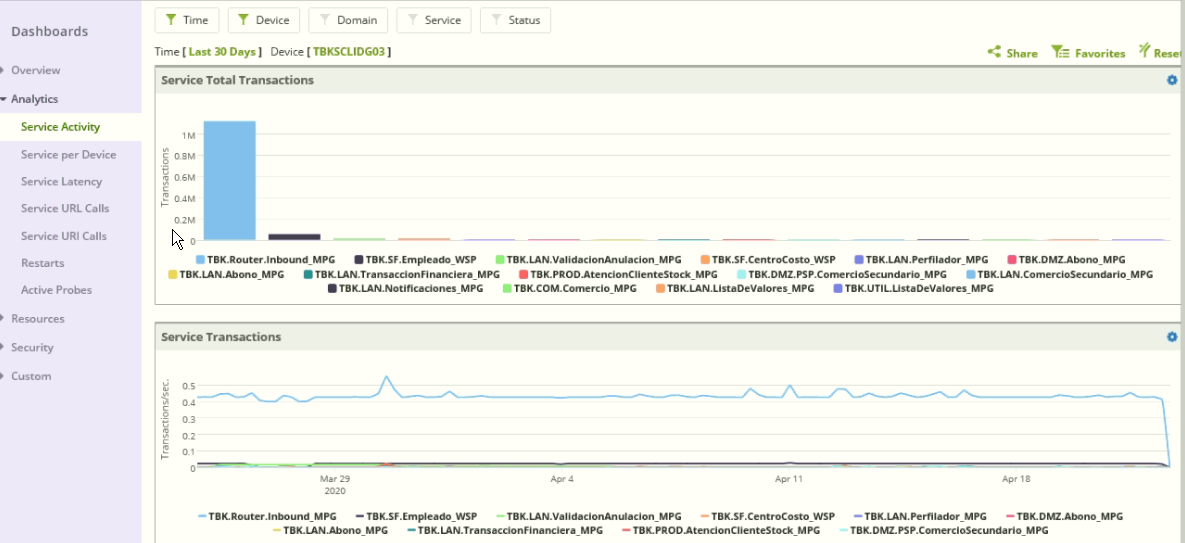 Dashboards
Overview
Analytics
Service Activity
Service per Device
Service Latency
Service URL Calls
Service URI Calls
Restarts
Active Probes
Resources
Security
Custom
Time Device Domain Service Status
Time [ Last 30 Days ] Device [ TBKSCLIDG03 ]
Share Favorites Reset
Service Total Transactions
Transactions
1M
0.8M
0.6M
0.4M
0.2M
0
TBK.Router.Inbound_MPG TBK.SF.Empleado_WSP TBK.LAN.ValidacionAnulacion_MPG TBK.SF.CentroCosto_WSP TBK.LAN.Perfilador_MPG TBK.DMZ.Abono_MPG
TBK.LAN.Abono_MPG TBK.LAN.TransaccionFinanciera_MPG TBK.PROD.AtencionClienteStock_MPG TBK.DMZ.PSP.ComercioSecundario_MPG TBK.LAN.ComercioSecundario_MPG
TBK.LAN.Notificaciones_MPG TBK.COM.Comercio_MPG TBK.LAN.ListaDeValores_MPG TBK.UTIL.ListaDeValores_MPG
Service Transactions
Transactions/sec.
0.5
0.4
0.3
0.2
0.1
0
Mar 29 Apr 4 Apr 11 Apr 18
2020
TBK.Router.Inbound_MPG TBK.SF.Empleado_WSP TBK.LAN.ValidacionAnulacion_MPG TBK.SF.CentroCosto_WSP TBK.LAN.Perfilador_MPG TBK.DMZ.Abono_MPG
TBK.LAN.Abono_MPG TBK.LAN.TransaccionFinanciera_MPG TBK.PROD.AtencionClienteStock_MPG TBK.DMZ.PSP.ComercioSecundario_MPG